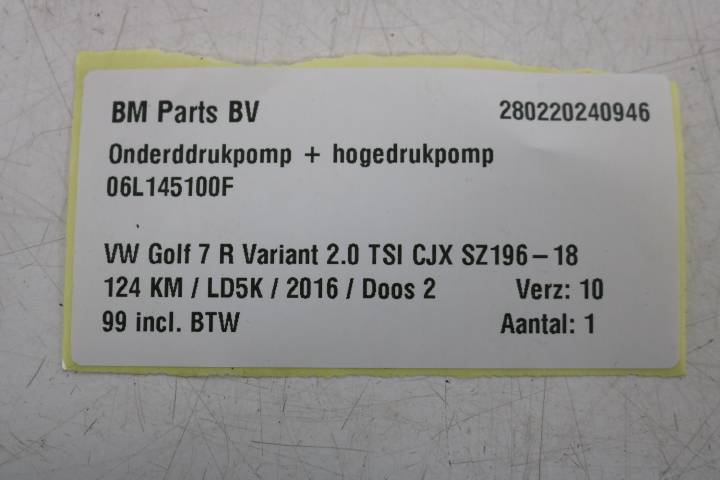 BM Parts BV 280220240946
Onderddrukpomp + hogedrukpomp
06L145100F
VW Golf 7 R Variant 2.0 TSI CJX SZ196-18
124 KM / LD5K / 2016 / Doos 2 Verz: 10
99 incl. BTW Aantal: 1